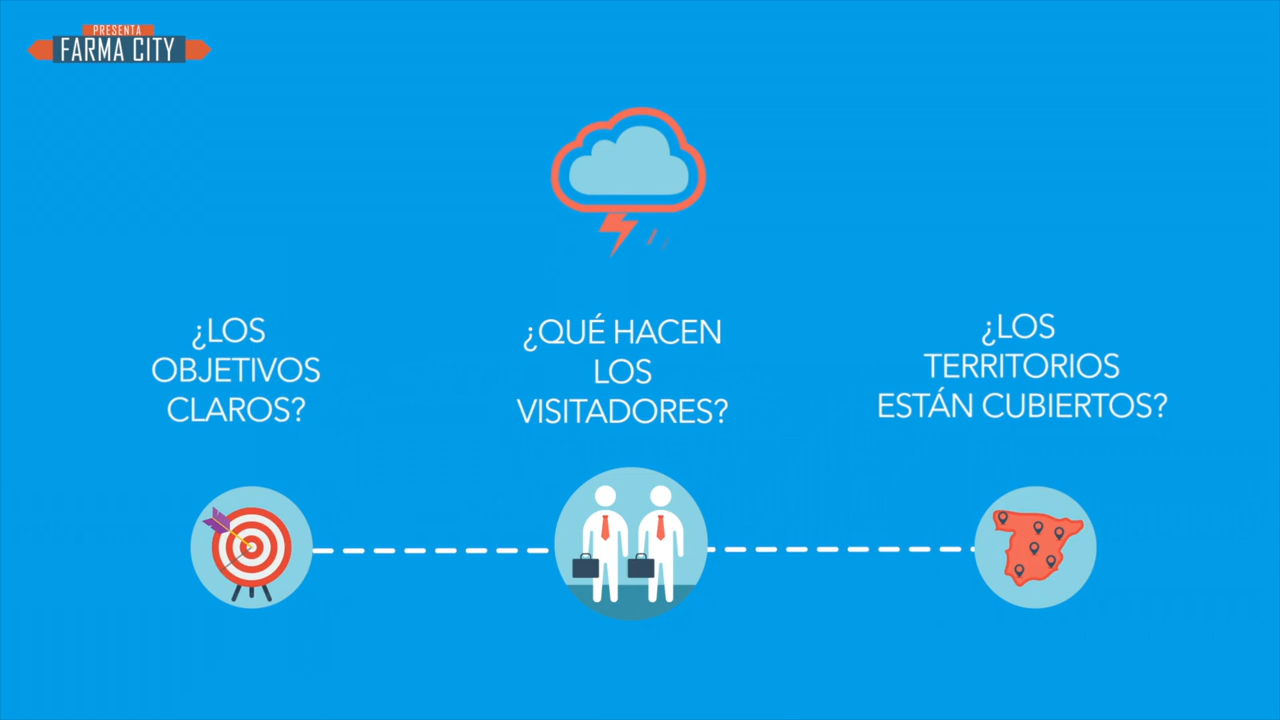 PRESENTA
FARMA CITY
¿LOS
OBJETIVOS
CLAROS?
¿QUÉ HACEN
LOS
VISITADORES?
¿LOS
TERRITORIOS
ESTÁN CUBIERTOS?